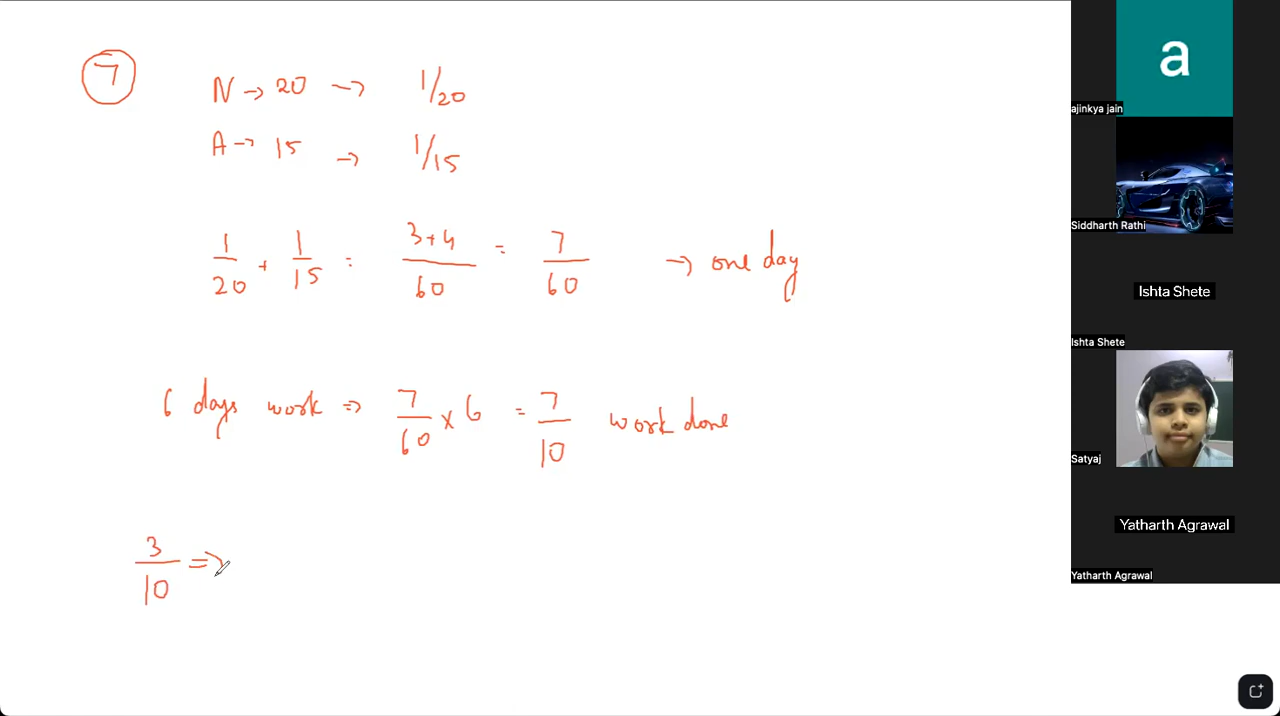 7
N → 20 → 1/20
A → 15 → 1/15
1/20 + 1/15 = 3+4/60 = 7/60 → one day
6 days work ⇒ 7/60 × 6 = 7/10 work done
3/10 ⇒
a
ajinkya jain
Siddharth Rathi
Ishta Shete
Ishta Shete
Satyaj
Yatharth Agrawal
Yatharth Agrawal